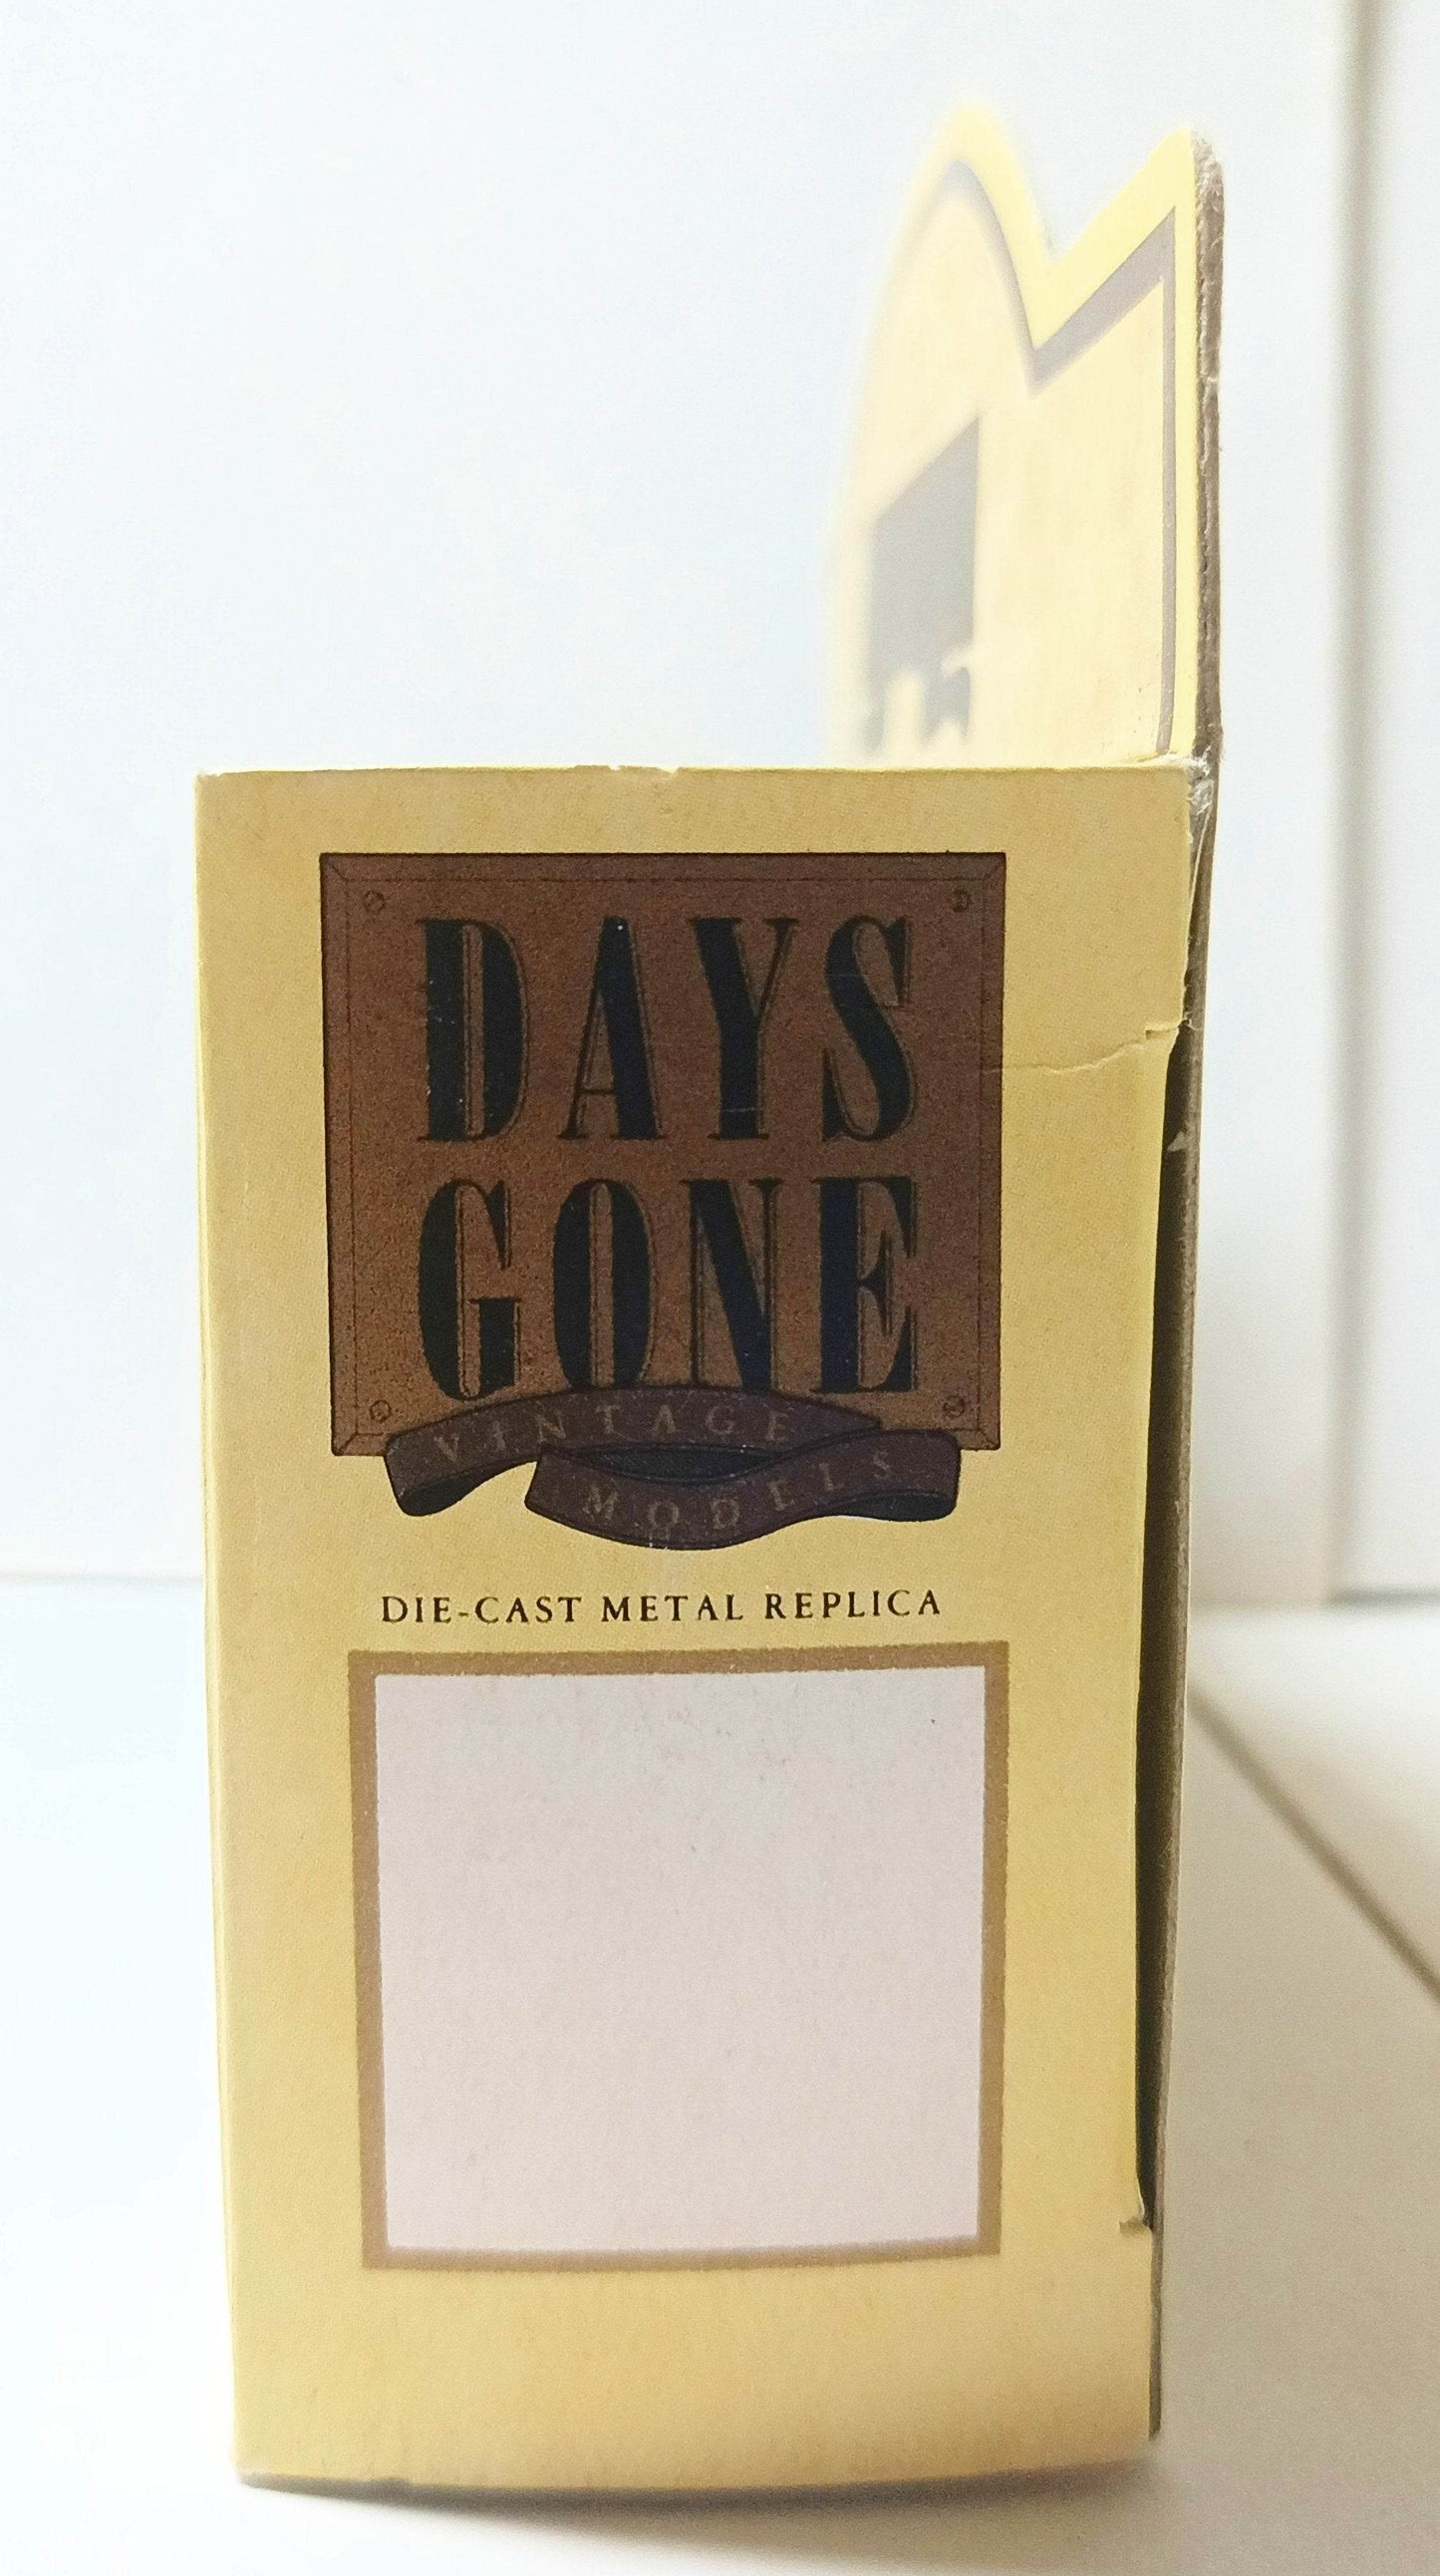 DAYS
GONE
VINTAGE
MODELS
DIE-CAST METAL REPLICA